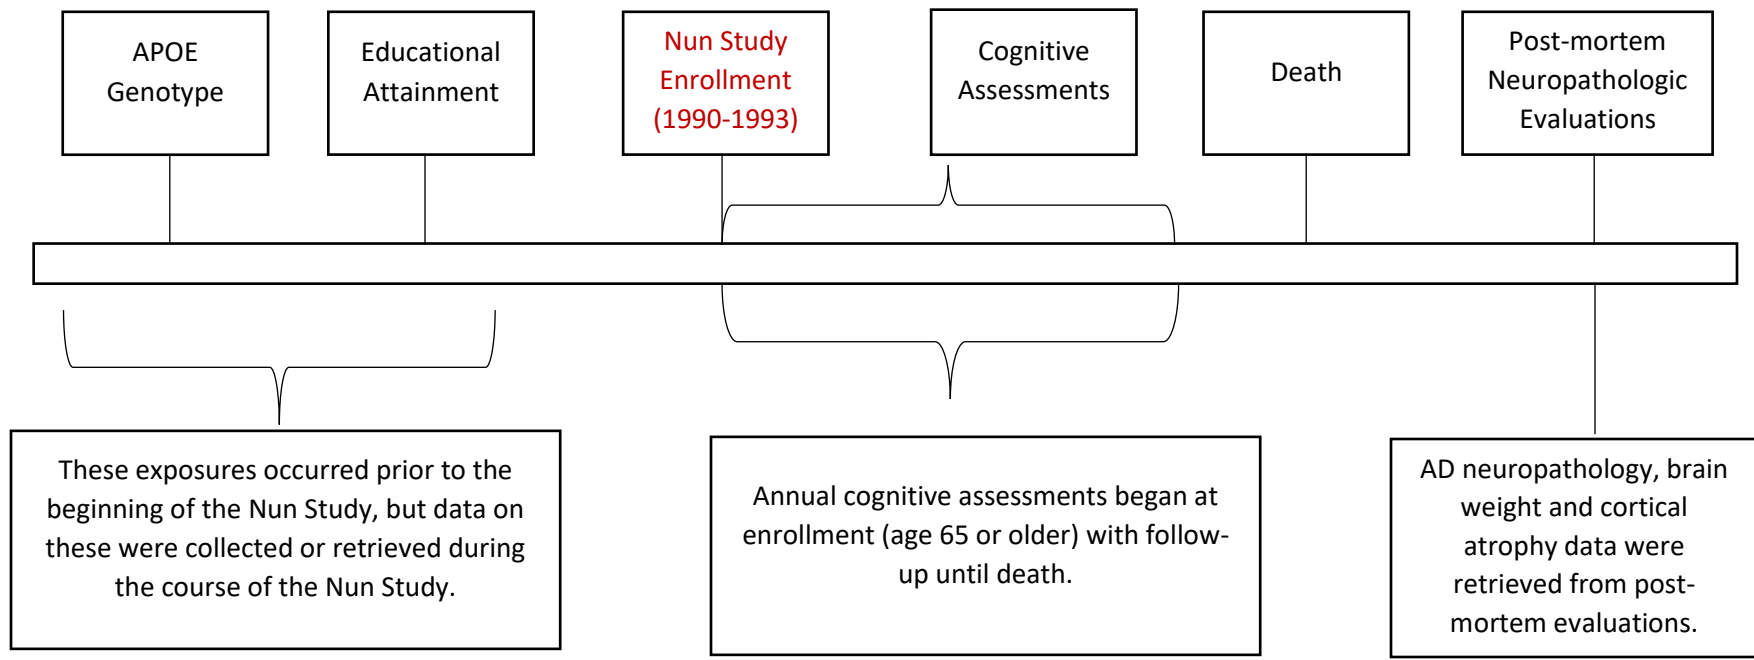 APOE
Genotype
Educational
Attainment
Nun Study
Enrollment
(1990-1993)
Cognitive
Assessments
Death
Post-mortem
Neuropathologic
Evaluations
These exposures occurred prior to the
beginning of the Nun Study, but data on
these were collected or retrieved during
the course of the Nun Study.
Annual cognitive assessments began at
enrollment (age 65 or older) with follow-
up until death.
AD neuropathology, brain
weight and cortical
atrophy data were
retrieved from post-
mortem evaluations.